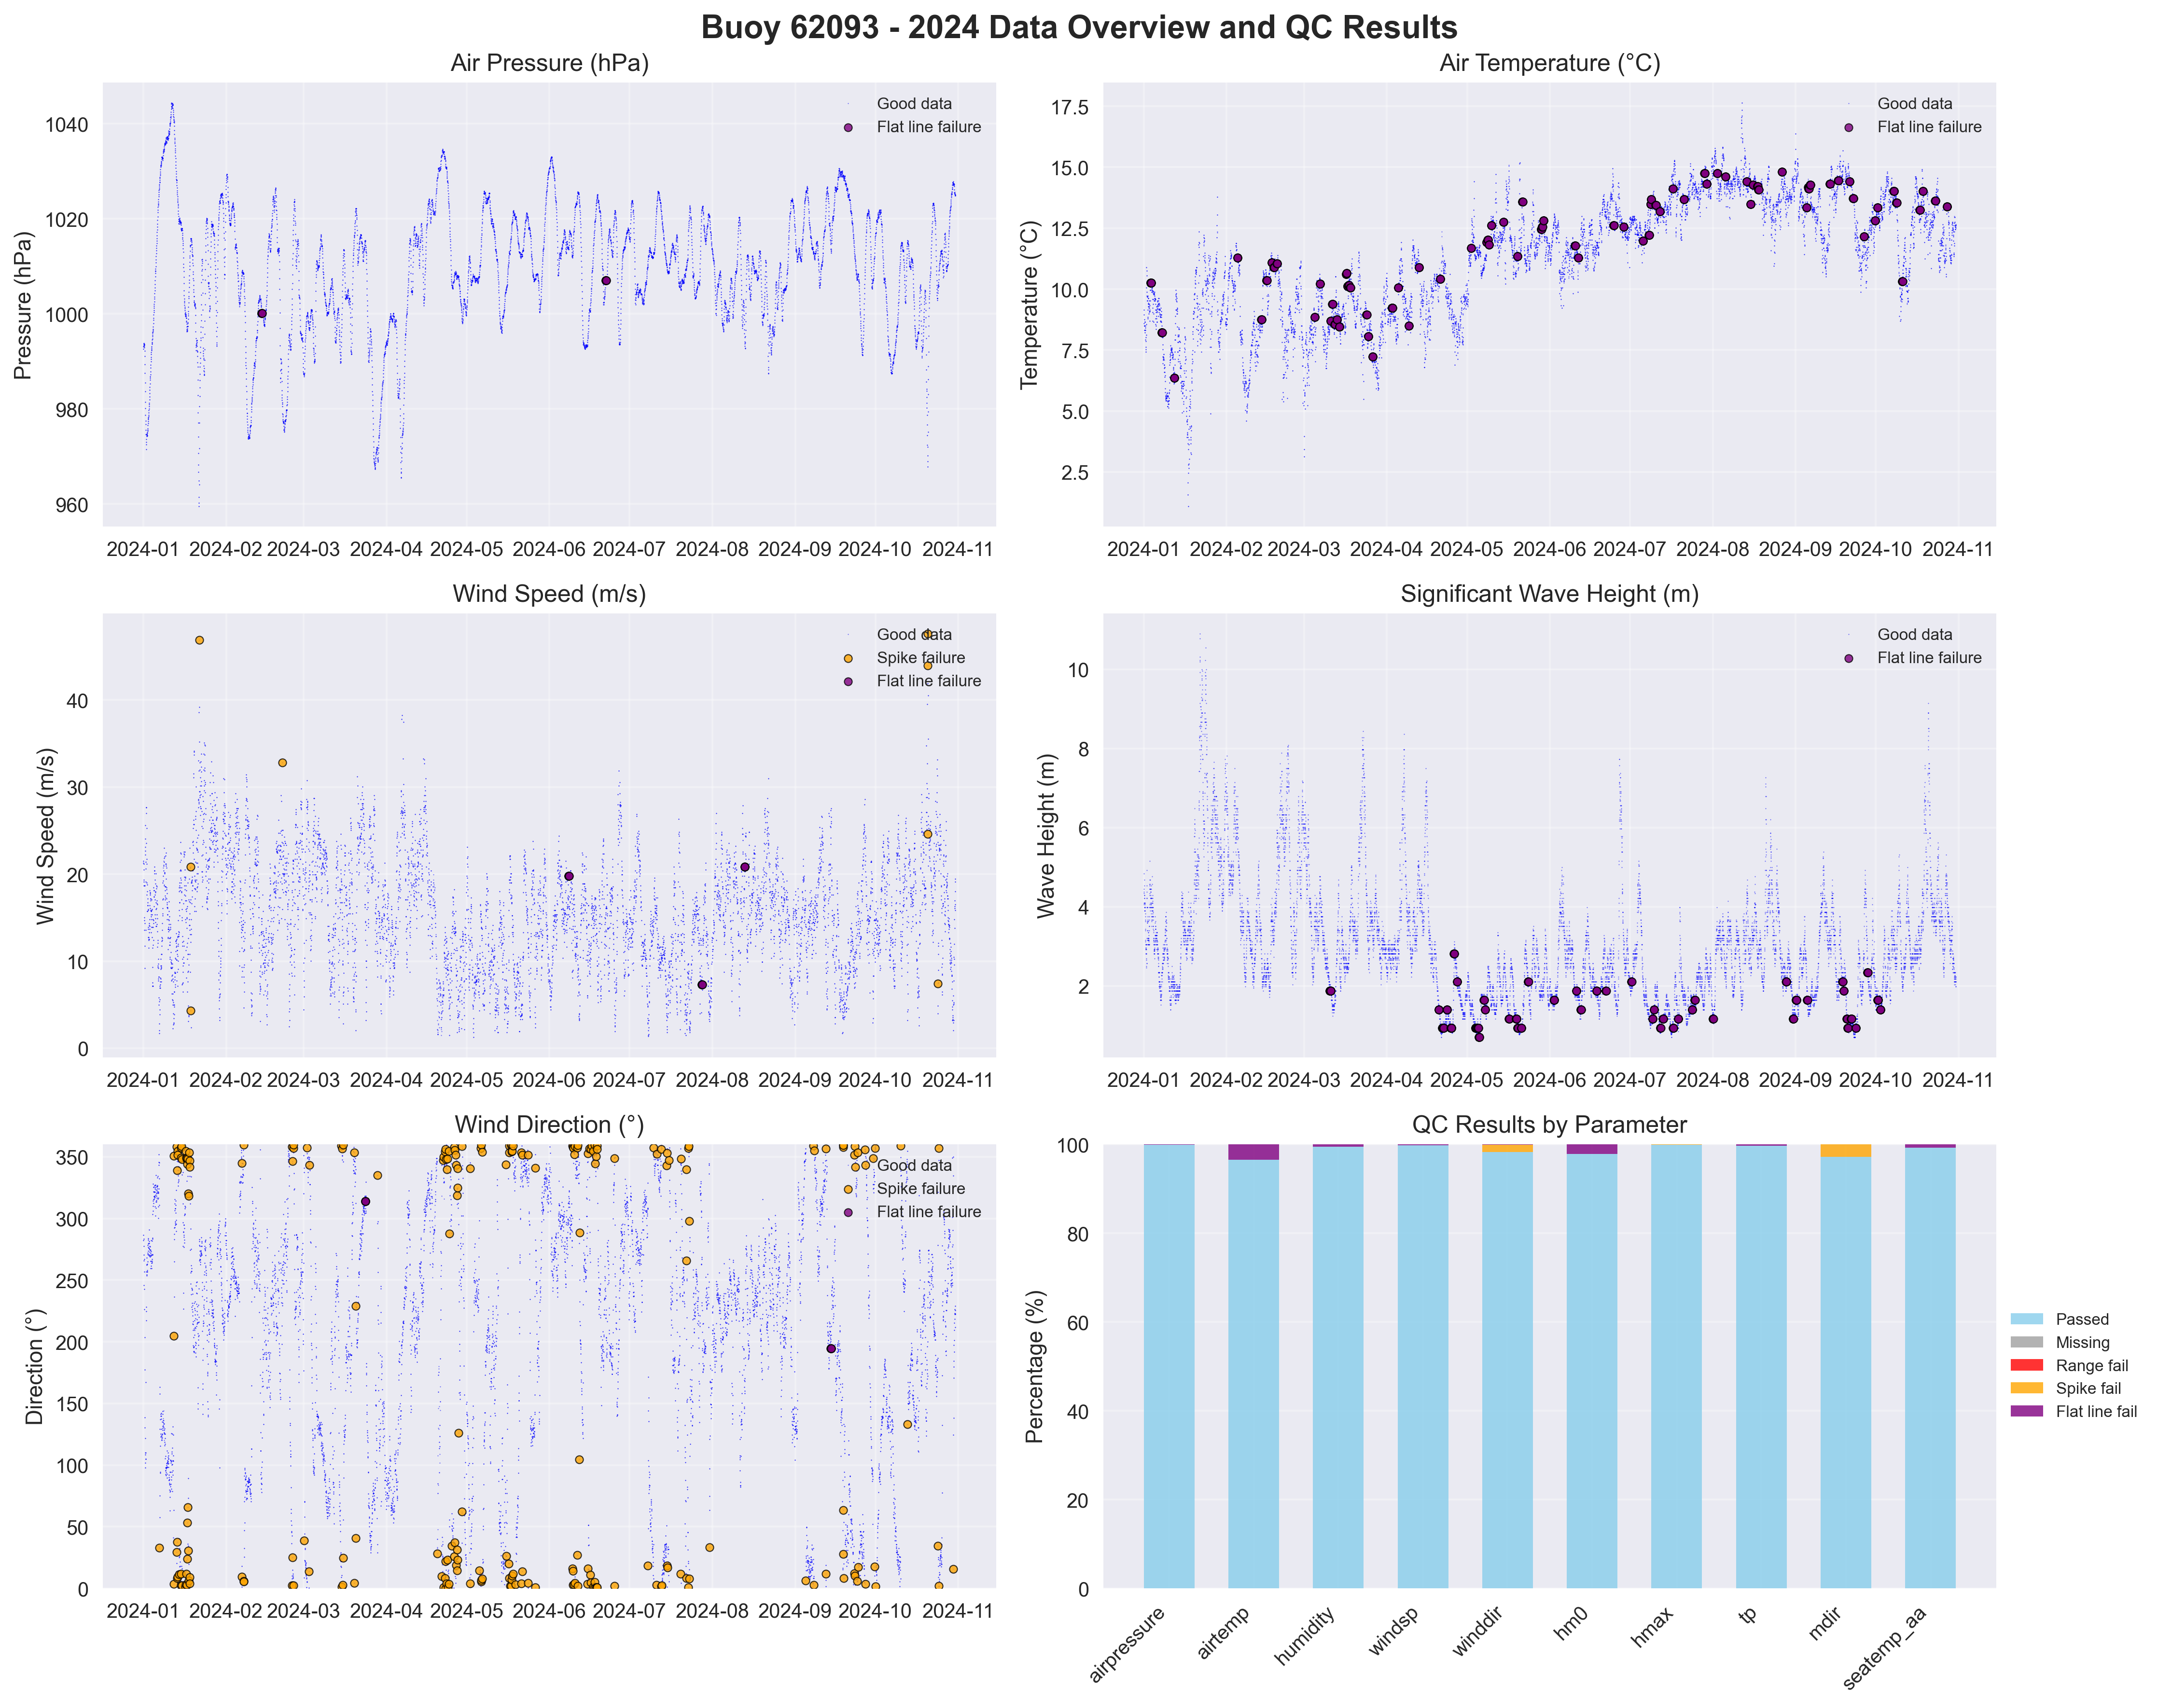 Buoy 62093 - 2024 Data Overview and QC Results
Air Pressure (hPa)
Pressure (hPa)
1040
1020
1000
980
960
Good data
Flat line failure
2024-01 2024-02 2024-03 2024-04 2024-05 2024-06 2024-07 2024-08 2024-09 2024-10 2024-11
Air Temperature (°C)
Temperature (°C)
17.5
15.0
12.5
10.0
7.5
5.0
2.5
Good data
Flat line failure
2024-01 2024-02 2024-03 2024-04 2024-05 2024-06 2024-07 2024-08 2024-09 2024-10 2024-11
Wind Speed (m/s)
Wind Speed (m/s)
40
30
20
10
0
Good data
Spike failure
Flat line failure
2024-01 2024-02 2024-03 2024-04 2024-05 2024-06 2024-07 2024-08 2024-09 2024-10 2024-11
Significant Wave Height (m)
Wave Height (m)
10
8
6
4
2
Good data
Flat line failure
2024-01 2024-02 2024-03 2024-04 2024-05 2024-06 2024-07 2024-08 2024-09 2024-10 2024-11
Wind Direction (°)
Direction (°)
350
300
250
200
150
100
50
0
Good data
Spike failure
Flat line failure
2024-01 2024-02 2024-03 2024-04 2024-05 2024-06 2024-07 2024-08 2024-09 2024-10 2024-11
QC Results by Parameter
Percentage (%)
100
80
60
40
20
0
airpressure
airtemp
humidity
windsp
winddir
hm0
hmax
tp
mdir
seatemp_aa
Passed
Missing
Range fail
Spike fail
Flat line fail